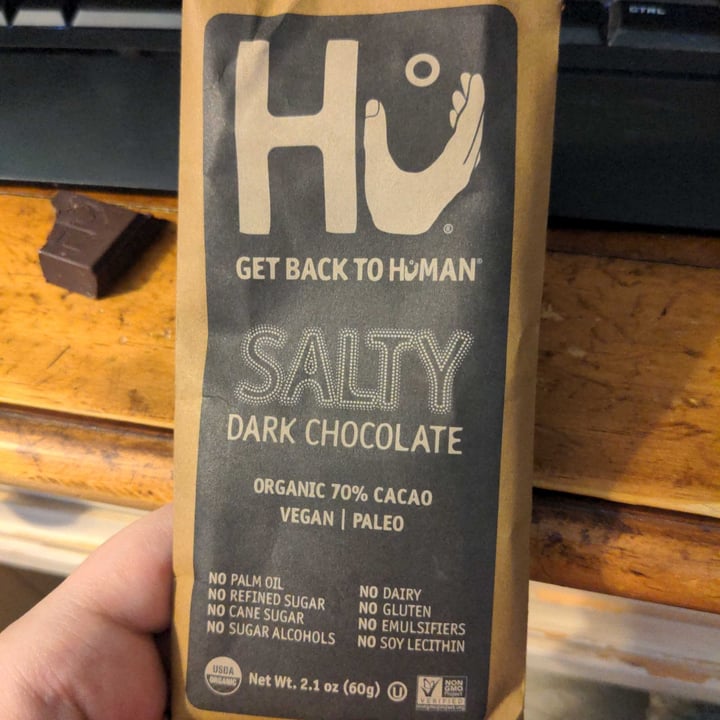 CTRL
Hu
®
GET BACK TO HUMAN®
SALTY
DARK CHOCOLATE
ORGANIC 70% CACAO
VEGAN | PALEO
NO PALM OIL
NO REFINED SUGAR
NO CANE SUGAR
NO SUGAR ALCOHOLS
NO DAIRY
NO GLUTEN
NO EMULSIFIERS
NO SOY LECITHIN
USDA
ORGANIC
Net Wt. 2.1 oz (60g)
U
NON
GMO
Project
VERIFIED